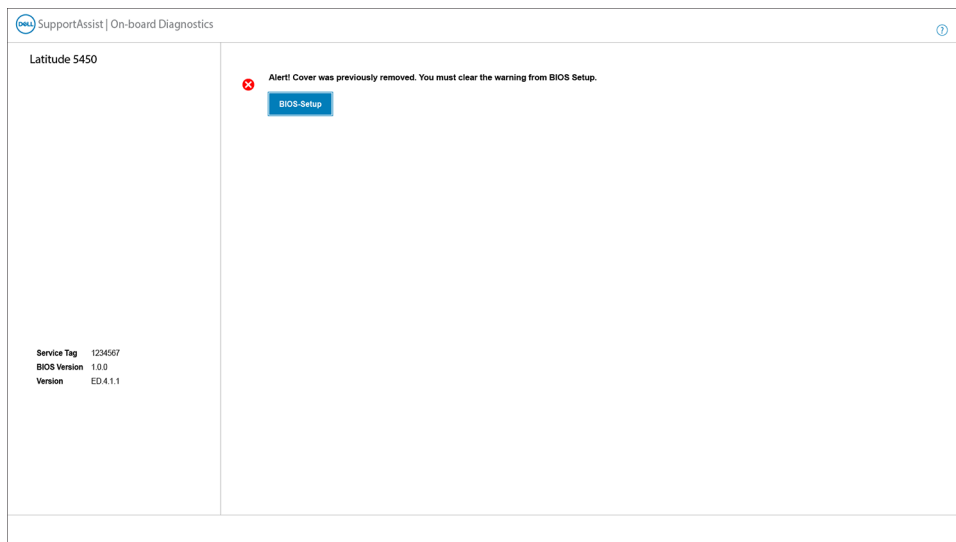 DELL SupportAssist | On-board Diagnostics
?
Latitude 5450
Alert! Cover was previously removed. You must clear the warning from BIOS Setup.
BIOS-Setup
Service Tag 1234567
BIOS Version 1.0.0
Version ED.4.1.1